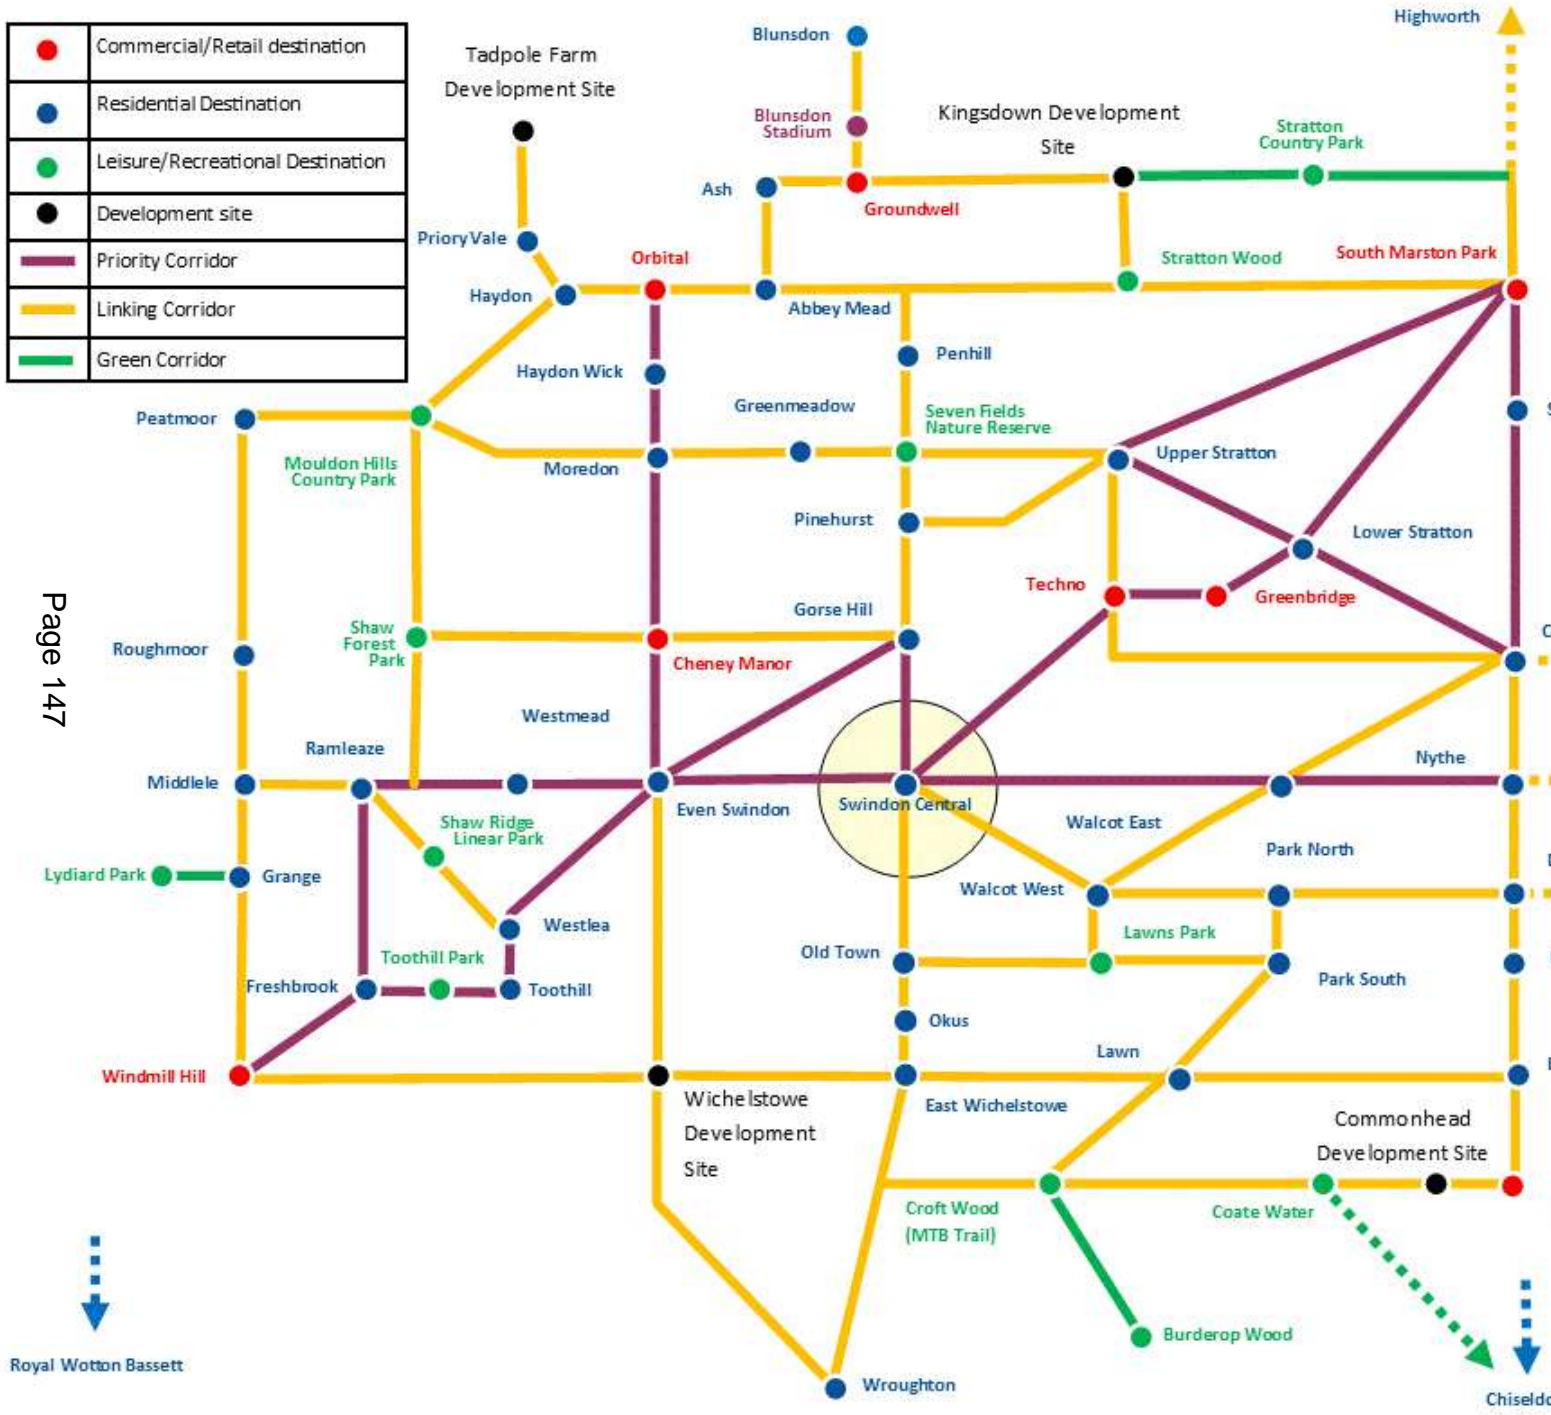 Commercial/Retail destination
Residential Destination
Leisure/Recreational Destination
Development site
Priority Corridor
Linking Corridor
Green Corridor
Tadpole Farm
Development Site
Blunsdon
Blunsdon
Stadium
Kingsdown Development
Site
Stratton
Country Park
Highworth
Ash
Groundwell
Priory Vale
Orbital
Stratton Wood
South Marston Park
Haydon
Abbey Mead
Haydon Wick
Penhill
Greenmeadow
Seven Fields
Nature Reserve
Peatmoor
Mouldon Hills
Country Park
Moredon
Upper Stratton
Pinehurst
Lower Stratton
Techno
Greenbridge
Gorse Hill
Page 147
Roughmoor
Shaw
Forest
Park
Cheney Manor
Westmead
Ramleaze
Middlele
Nythe
Even Swindon
Swindon Central
Walcot East
Shaw Ridge
Linear Park
Park North
Lydiard Park
Grange
Walcot West
Westlea
Lawns Park
Old Town
Toothill Park
Freshbrook
Toothill
Park South
Okus
Lawn
Windmill Hill
Wichelstowe
Development
Site
East Wichelstowe
Commonhead
Development Site
Croft Wood
(MTB Trail)
Coate Water
Burderop Wood
Royal Wotton Bassett
Wroughton
Chiseldo